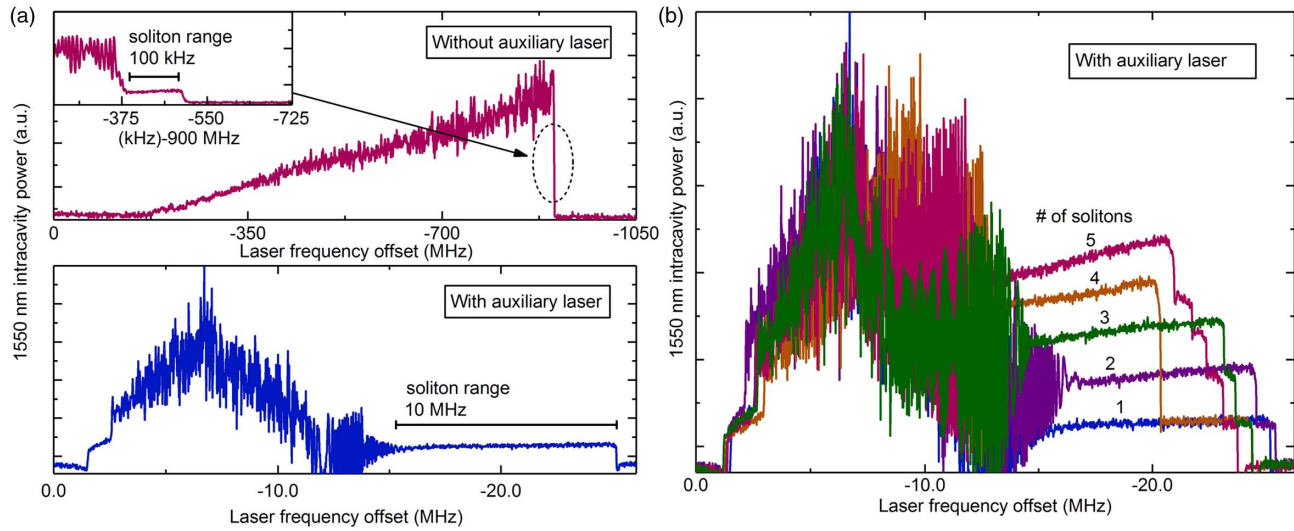 (a)
soliton range
100 kHz
-375 -550 -725
(kHz)-900 MHz
Without auxiliary laser
0 -350 -700 -1050
Laser frequency offset (MHz)
1550 nm intracavity power (a.u.)
With auxiliary laser
soliton range
10 MHz
0.0 -10.0 -20.0
Laser frequency offset (MHz)
(b)
With auxiliary laser
# of solitons
5
4
3
2
1
1550 nm intracavity power (a.u.)
0.0 -10.0 -20.0
Laser frequency offset (MHz)